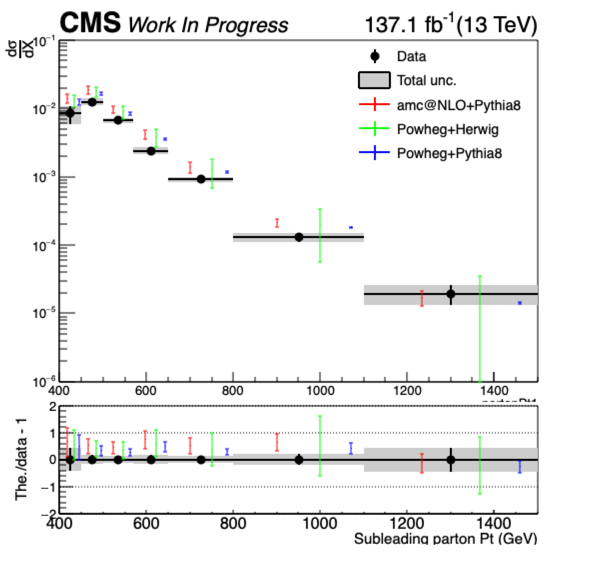 CMS Work In Progress 137.1 fb⁻¹(13 TeV)
dσ
dX
10⁻¹
10⁻²
10⁻³
10⁻⁴
10⁻⁵
10⁻⁶
Data
Total unc.
amc@NLO+Pythia8
Powheg+Herwig
Powheg+Pythia8
400 600 800 1000 1200 1400
The./data - 1
2
1
0
−1
−2
400 600 800 1000 1200 1400
Subleading parton Pt (GeV)